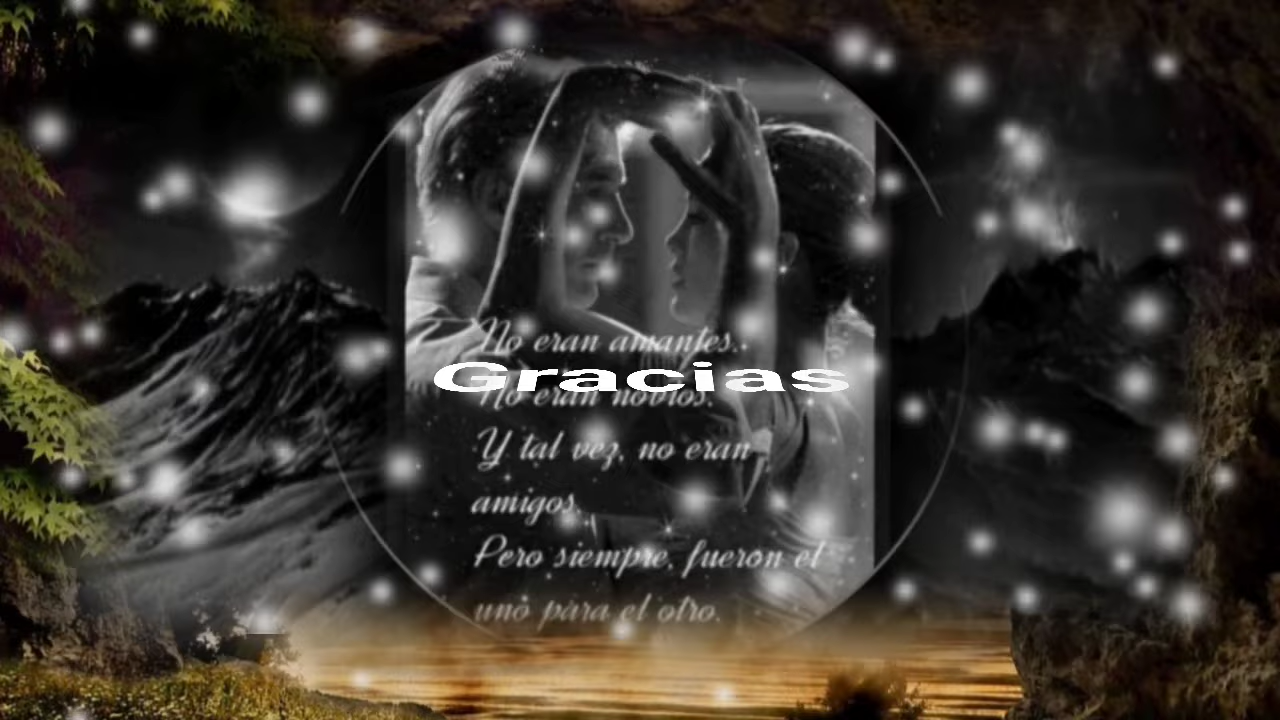 No eran amantes..
Gracias
No eran novios.
Y tal vez, no eran
amigos.
Pero siempre, fueron el
uno para el otro.